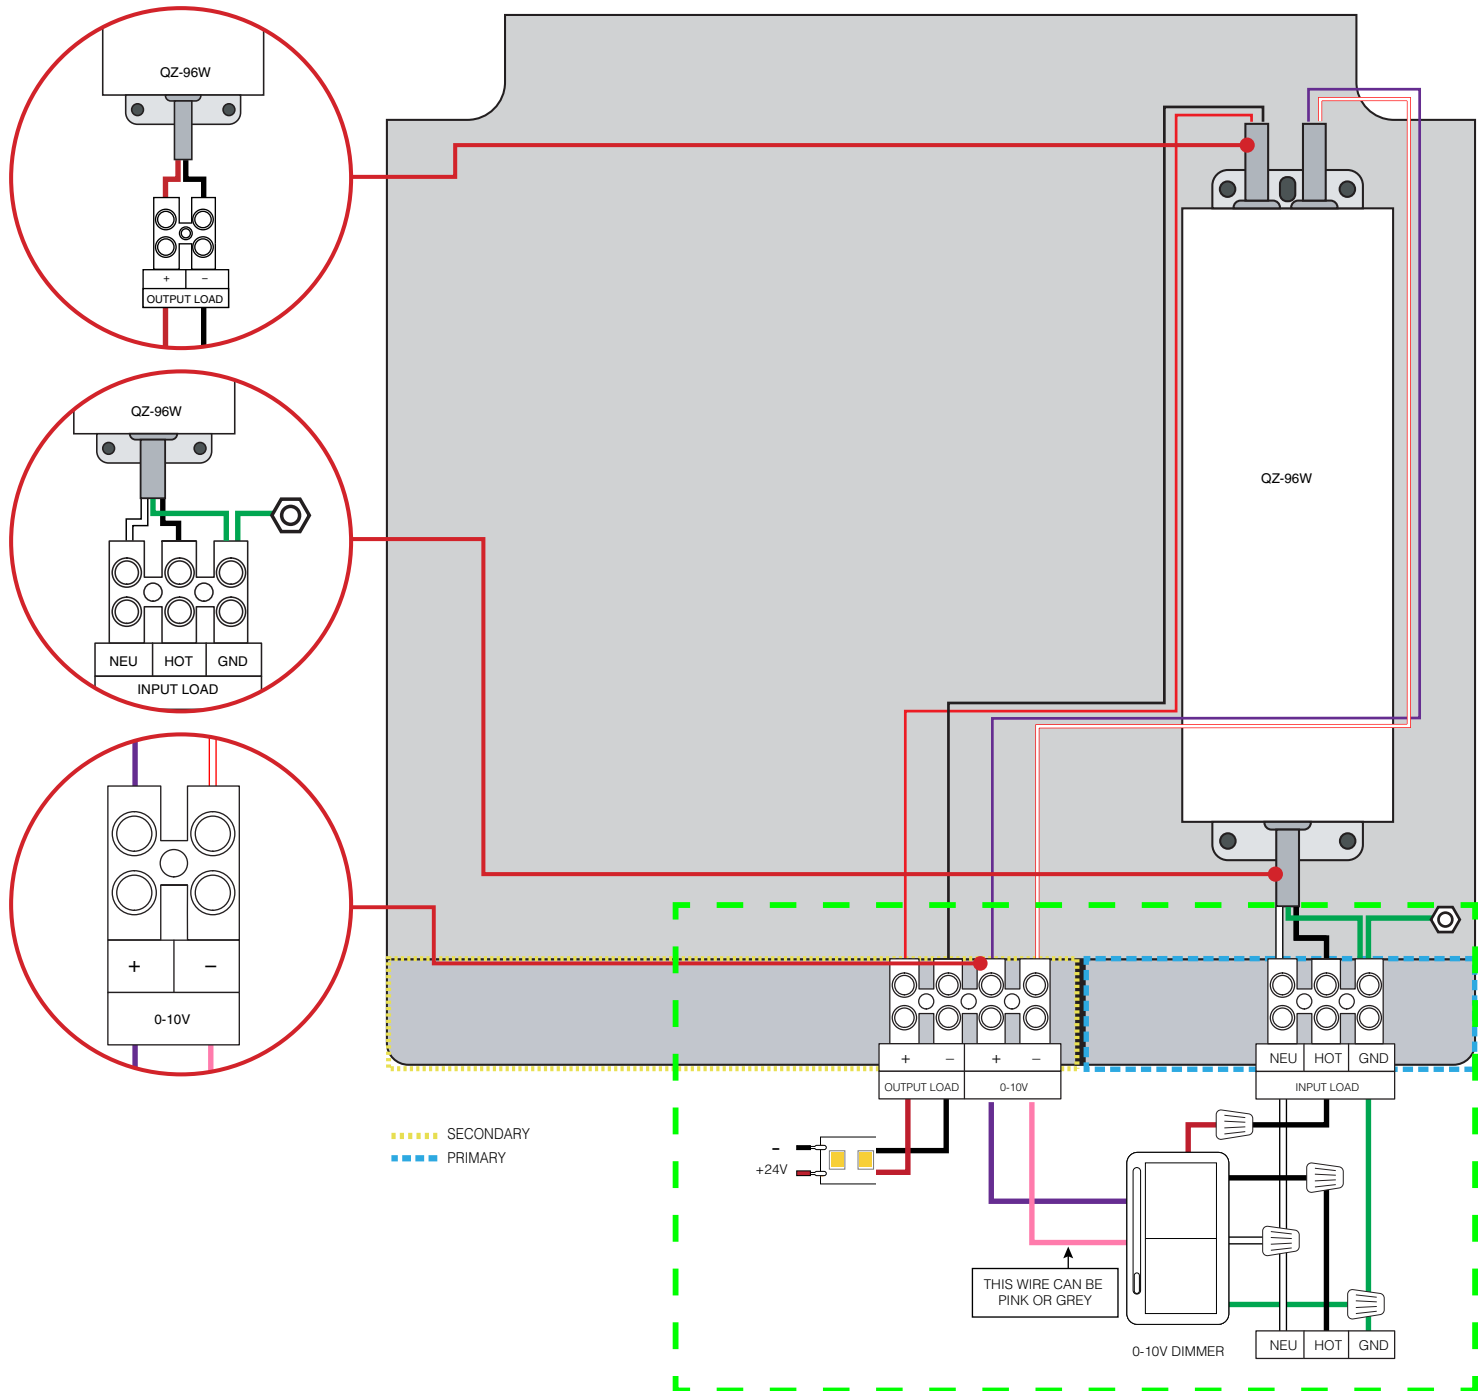 QZ-96W
+ −
OUTPUT LOAD
QZ-96W
NEU HOT GND
INPUT LOAD
+ −
0-10V
QZ-96W
+ − + −
OUTPUT LOAD 0-10V
NEU HOT GND
INPUT LOAD
SECONDARY
PRIMARY
-
+24V
THIS WIRE CAN BE
PINK OR GREY
0-10V DIMMER
NEU HOT GND